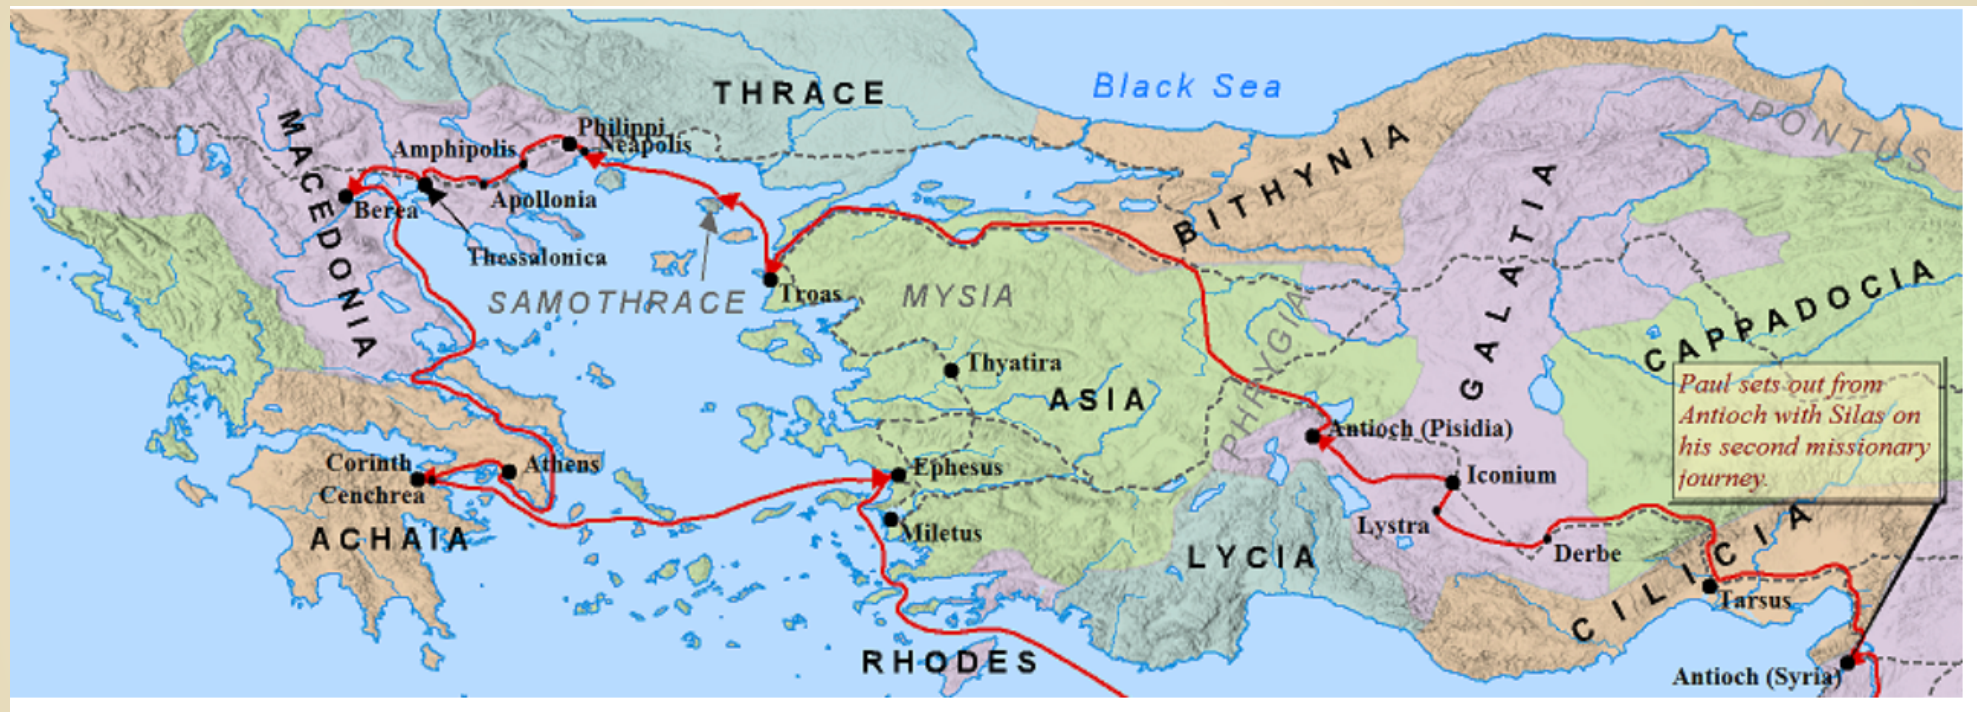 Black Sea
THRACE
PONTUS
Philippi
Neapolis
Amphipolis
MACEDONIA
BITHYNIA
Apollonia
Berea
GALATIA
Thessalonica
SAMOTHRACE
Troas
MYSIA
PHRYGIA
CAPPADOCIA
Thyatira
ASIA
Paul sets out from
Antioch with Silas on
his second missionary
journey.
Antioch (Pisidia)
Corinth
Athens
Ephesus
Iconium
Cenchrea
Lystra
ACHAIA
Miletus
LYCIA
Derbe
CILICIA
Tarsus
RHODES
Antioch (Syria)